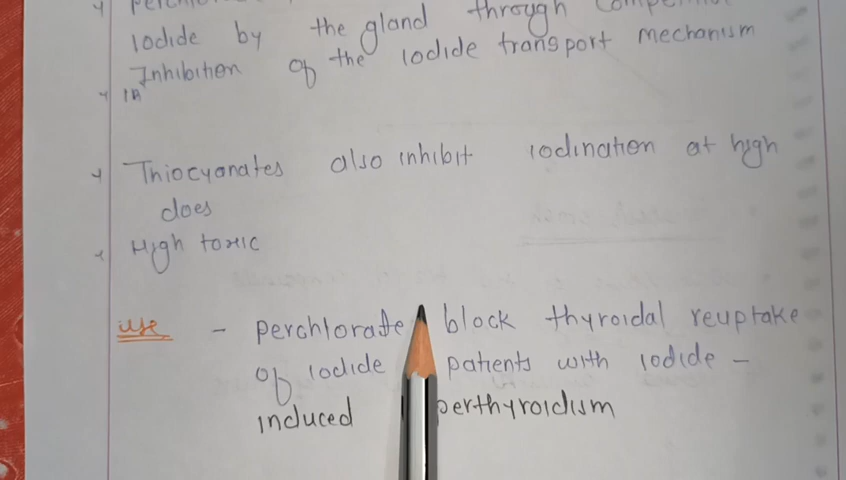 iodide by the gland through
Inhibition of the iodide transport mechanism
Thiocyanates also inhibit iodination at high
does
High toxic
use - perchlorate block thyroidal reuptake
of iodide patients with iodide -
induced perthyroidism